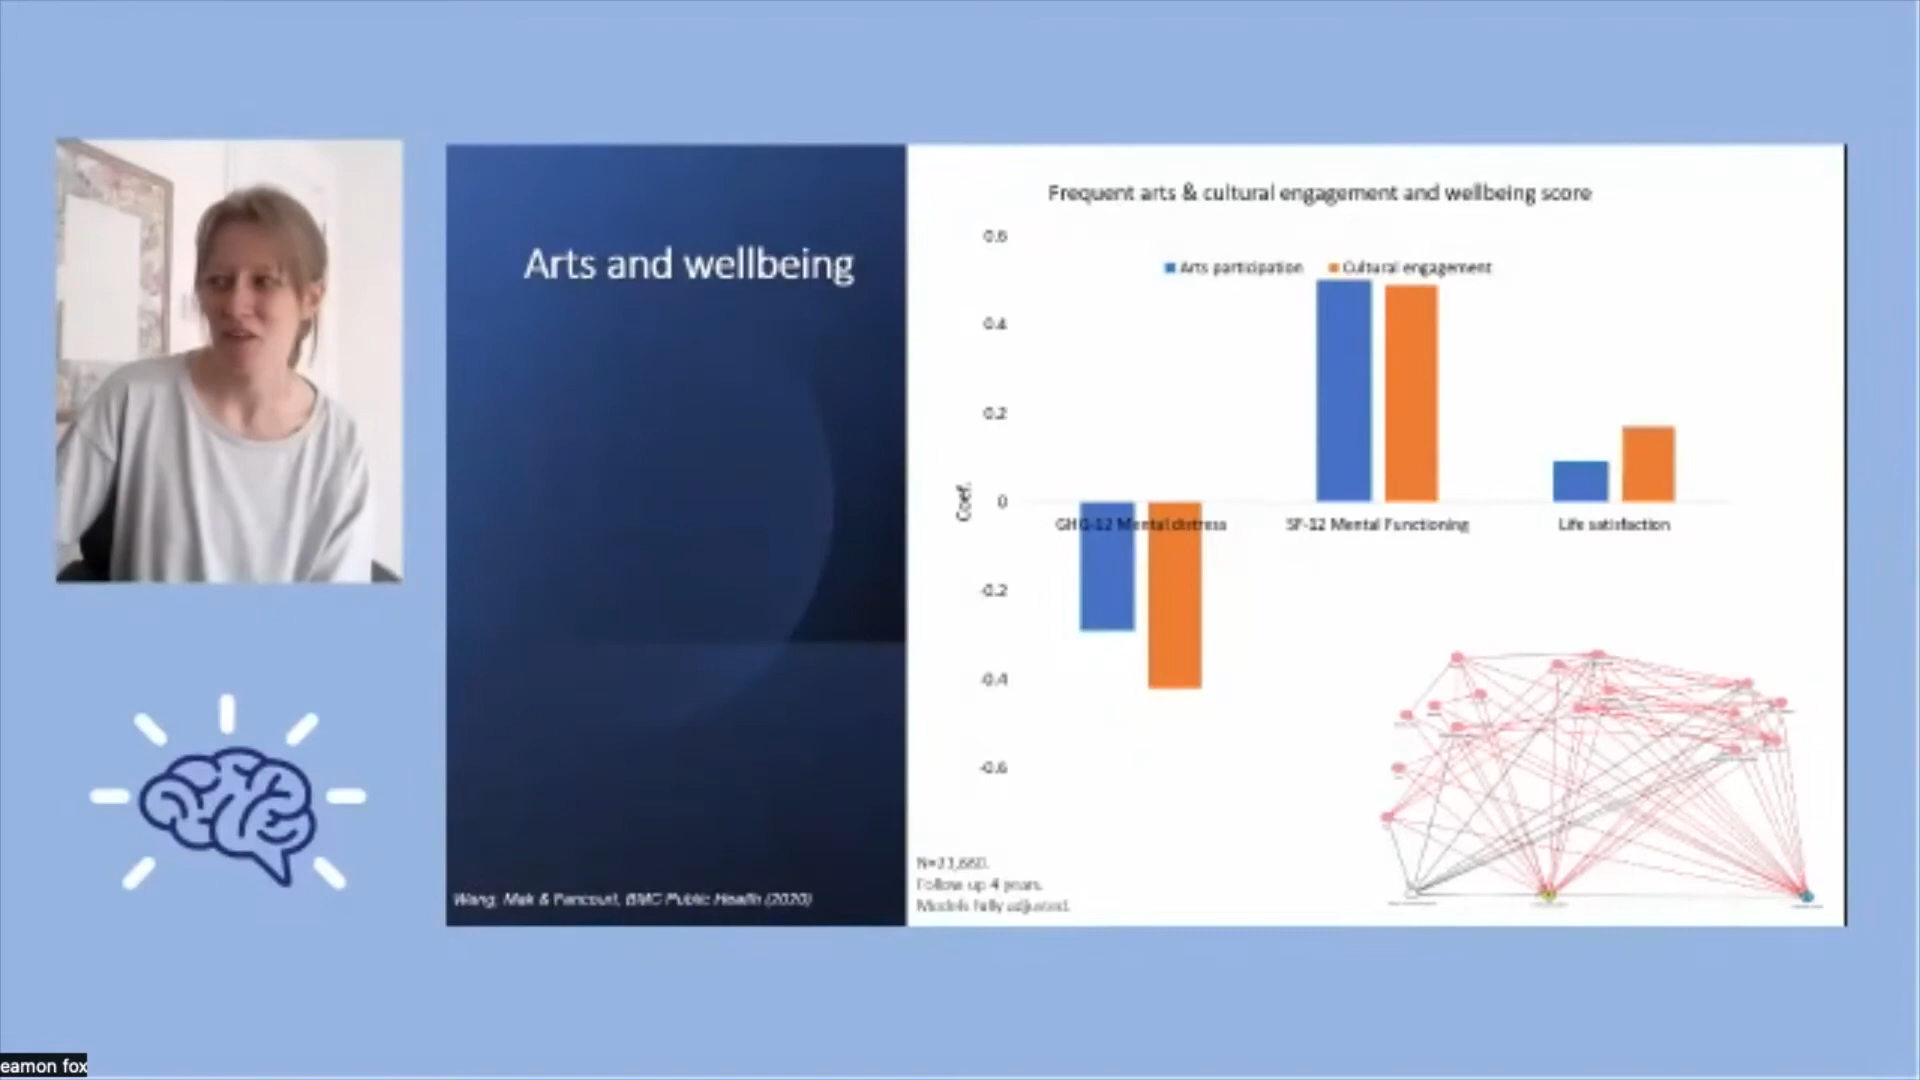 Arts and wellbeing
Wang, Mak & Fancourt, BMC Public Health (2020)
Frequent arts & cultural engagement and wellbeing score
Arts participation
Cultural engagement
0.6
0.4
0.2
0
-0.2
-0.4
-0.6
Coef.
GHQ-12 Mental distress
SF-12 Mental Functioning
Life satisfaction
Follow up 4 years.
Models fully adjusted.
eamon fox